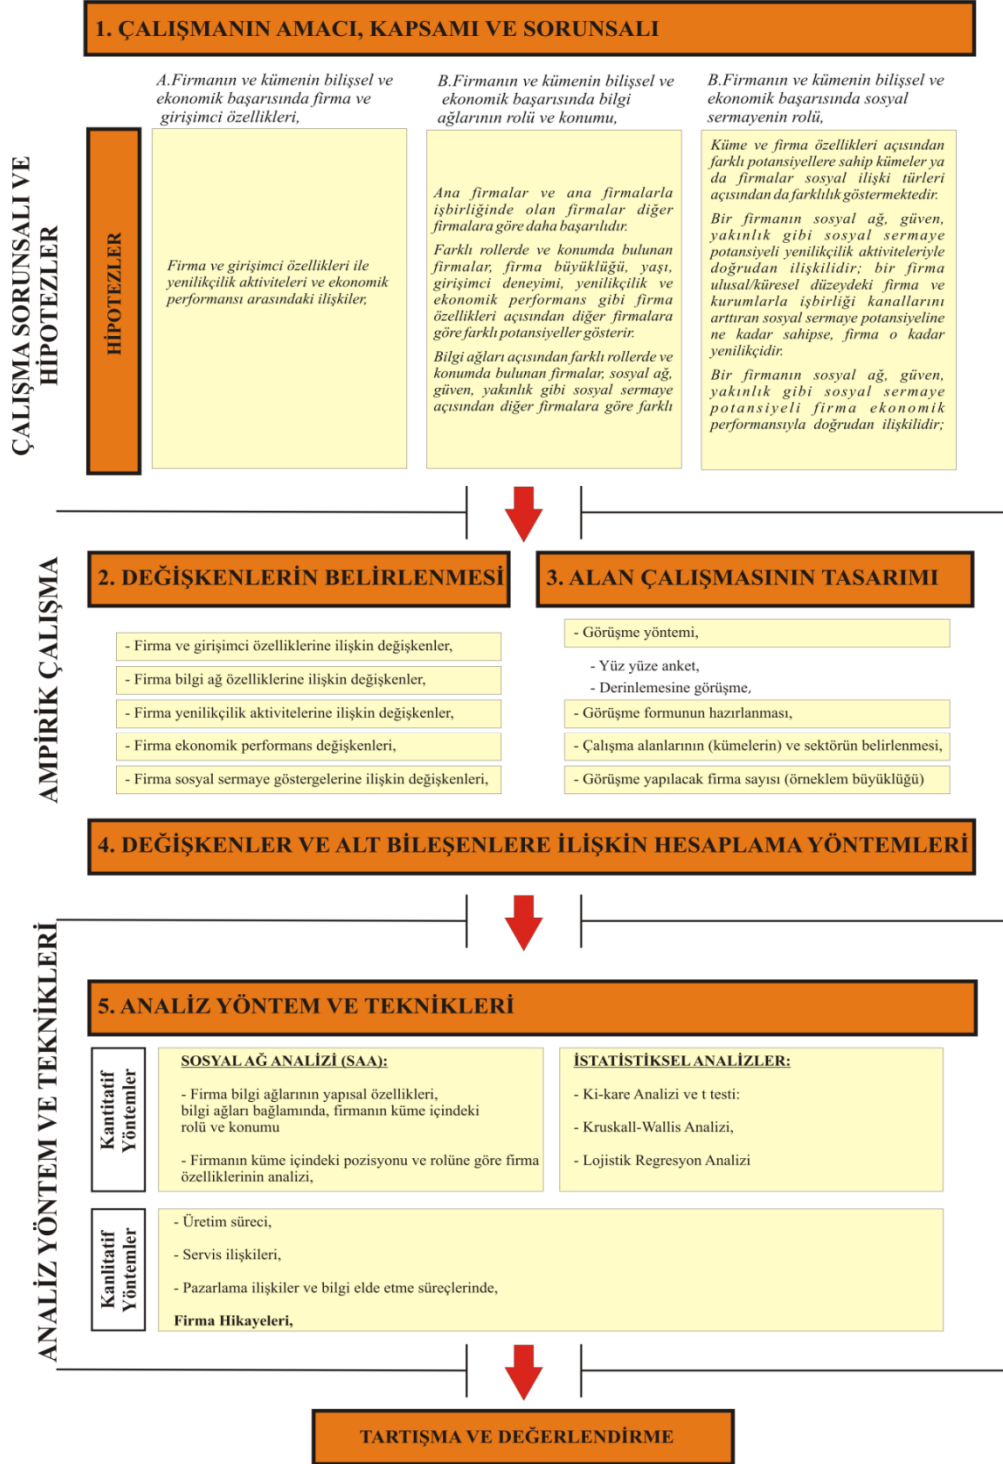 1. ÇALIŞMANIN AMACI, KAPSAMI VE SORUNSALI
ÇALIŞMA SORUNSALI VE
HİPOTEZLER
A.Firmanın ve kümenin bilişsel ve
ekonomik başarısında firma ve
girişimci özellikleri,
B.Firmanın ve kümenin bilişsel ve
ekonomik başarısında bilgi
ağlarının rolü ve konumu,
B.Firmanın ve kümenin bilişsel ve
ekonomik başarısında sosyal
sermayenin rolü,
HİPOTEZLER
Firma ve girişimci özellikleri ile
yenilikçilik aktiviteleri ve ekonomik
performansı arasındaki ilişkiler,
Ana firmalar ve ana firmalarla
işbirliğinde olan firmalar diğer
firmalara göre daha başarılıdır.
Farklı rollerde ve konumda bulunan
firmalar, firma büyüklüğü, yaşı,
girişimci deneyimi, yenilikçilik ve
ekonomik performans gibi firma
özellikleri açısından diğer firmalara
göre farklı potansiyeller gösterir.
Bilgi ağları açısından farklı rollerde ve
konumda bulunan firmalar, sosyal ağ,
güven, yakınlık gibi sosyal sermaye
açısından diğer firmalara göre farklı
Küme ve firma özellikleri açısından
farklı potansiyellere sahip kümeler ya
da firmalar sosyal ilişki türleri
açısından da farklılık göstermektedir.
Bir firmanın sosyal ağ, güven,
yakınlık gibi sosyal sermaye
potansiyeli yenilikçilik aktiviteleriyle
doğrudan ilişkilidir; bir firma
ulusal/küresel düzeydeki firma ve
kurumlarla işbirliği kanallarını
arttıran sosyal sermaye potansiyeline
ne kadar sahipse, firma o kadar
yenilikçidir.
Bir firmanın sosyal ağ, güven,
yakınlık gibi sosyal sermaye
potansiyeli firma ekonomik
performansıyla doğrudan ilişkilidir;
AMPİRİK ÇALIŞMA
2. DEĞİŞKENLERİN BELİRLENMESİ
- Firma ve girişimci özelliklerine ilişkin değişkenler,
- Firma bilgi ağ özelliklerine ilişkin değişkenler,
- Firma yenilikçilik aktivitelerine ilişkin değişkenler,
- Firma ekonomik performans değişkenleri,
- Firma sosyal sermaye göstergelerine ilişkin değişkenleri,
3. ALAN ÇALIŞMASININ TASARIMI
- Görüşme yöntemi,
- Yüz yüze anket,
- Derinlemesine görüşme,
- Görüşme formunun hazırlanması,
- Çalışma alanlarının (kümelerin) ve sektörün belirlenmesi,
- Görüşme yapılacak firma sayısı (örneklem büyüklüğü)
4. DEĞİŞKENLER VE ALT BİLEŞENLERE İLİŞKİN HESAPLAMA YÖNTEMLERİ
ANALİZ YÖNTEM VE TEKNİKLERİ
5. ANALİZ YÖNTEM VE TEKNİKLERİ
Kantitatif
Yöntemler
SOSYAL AĞ ANALİZİ (SAA):
- Firma bilgi ağlarının yapısal özellikleri,
bilgi ağları bağlamında, firmanın küme içindeki
rolü ve konumu
- Firmanın küme içindeki pozisyonu ve rolüne göre firma
özelliklerinin analizi,
İSTATİSTİKSEL ANALİZLER:
- Ki-kare Analizi ve t testi:
- Kruskall-Wallis Analizi,
- Lojistik Regresyon Analizi
Kanlitatif
Yöntemler
- Üretim süreci,
- Servis ilişkileri,
- Pazarlama ilişkiler ve bilgi elde etme süreçlerinde,
Firma Hikayeleri,
TARTIŞMA VE DEĞERLENDİRME